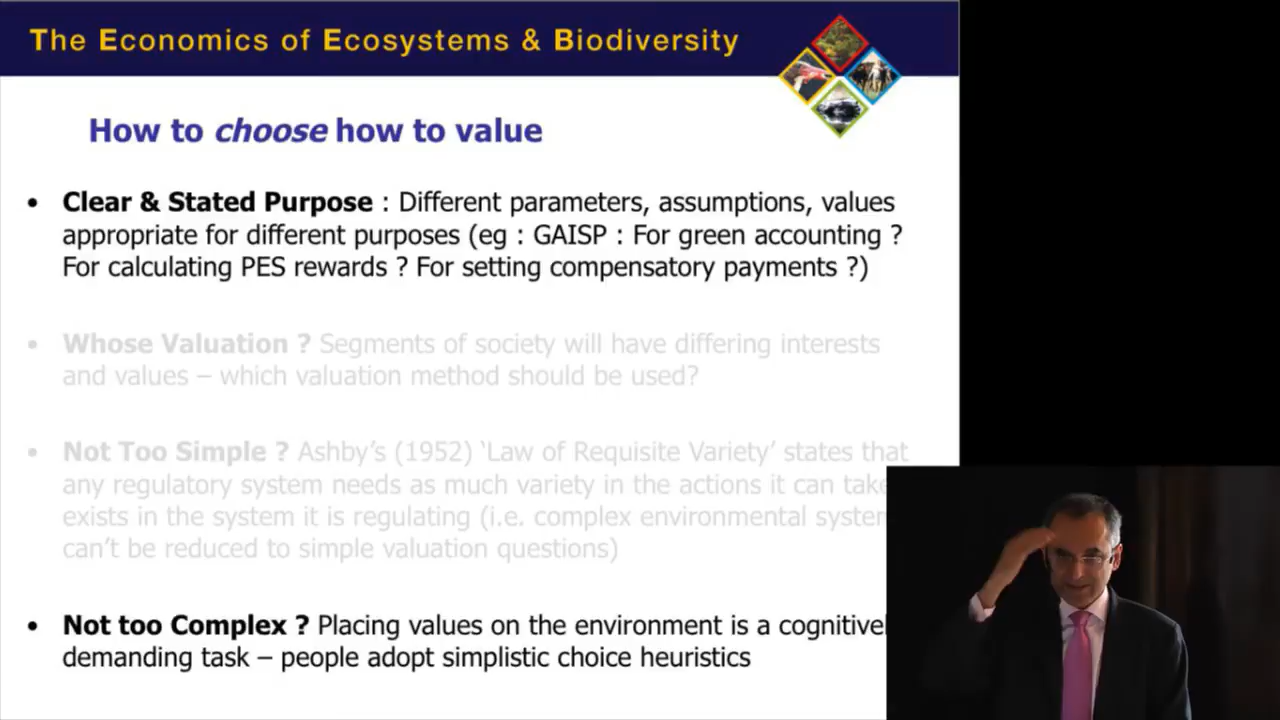 The Economics of Ecosystems & Biodiversity
How to choose how to value
• Clear & Stated Purpose : Different parameters, assumptions, values
appropriate for different purposes (eg : GAISP : For green accounting ?
For calculating PES rewards ? For setting compensatory payments ?)
• Whose Valuation ? Segments of society will have differing interests
and values – which valuation method should be used?
• Not Too Simple ? Ashby's (1952) ‘Law of Requisite Variety’ states that
any regulatory system needs as much variety in the actions it can take
exists in the system it is regulating (i.e. complex environmental
can't be reduced to simple valuation questions)
• Not too Complex ? Placing values on the environment is a
demanding task – people adopt simplistic choice heuristics